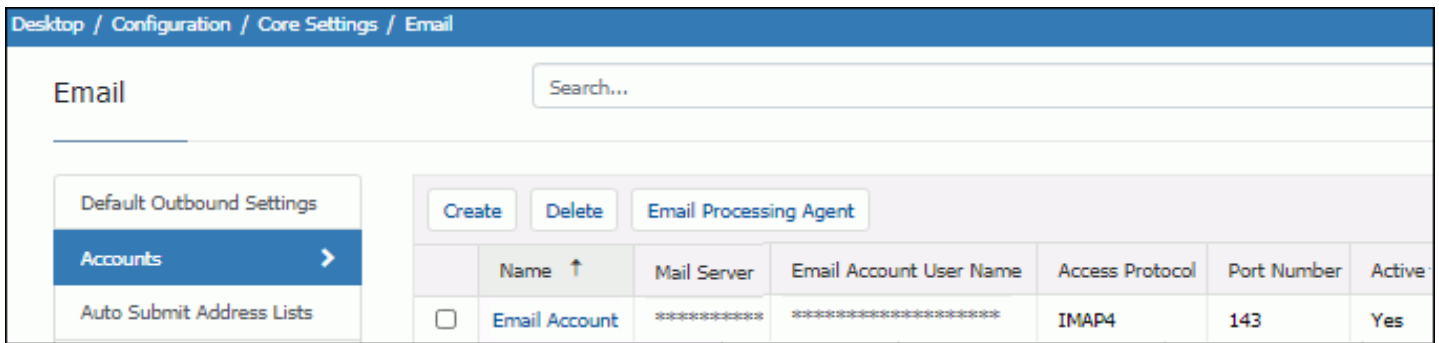 Desktop / Configuration / Core Settings / Email
Email
Search...
Default Outbound Settings
Accounts
Auto Submit Address Lists
Create Delete Email Processing Agent
Name ↑ Mail Server Email Account User Name Access Protocol Port Number Active
Email Account ********** ******************* IMAP4 143 Yes